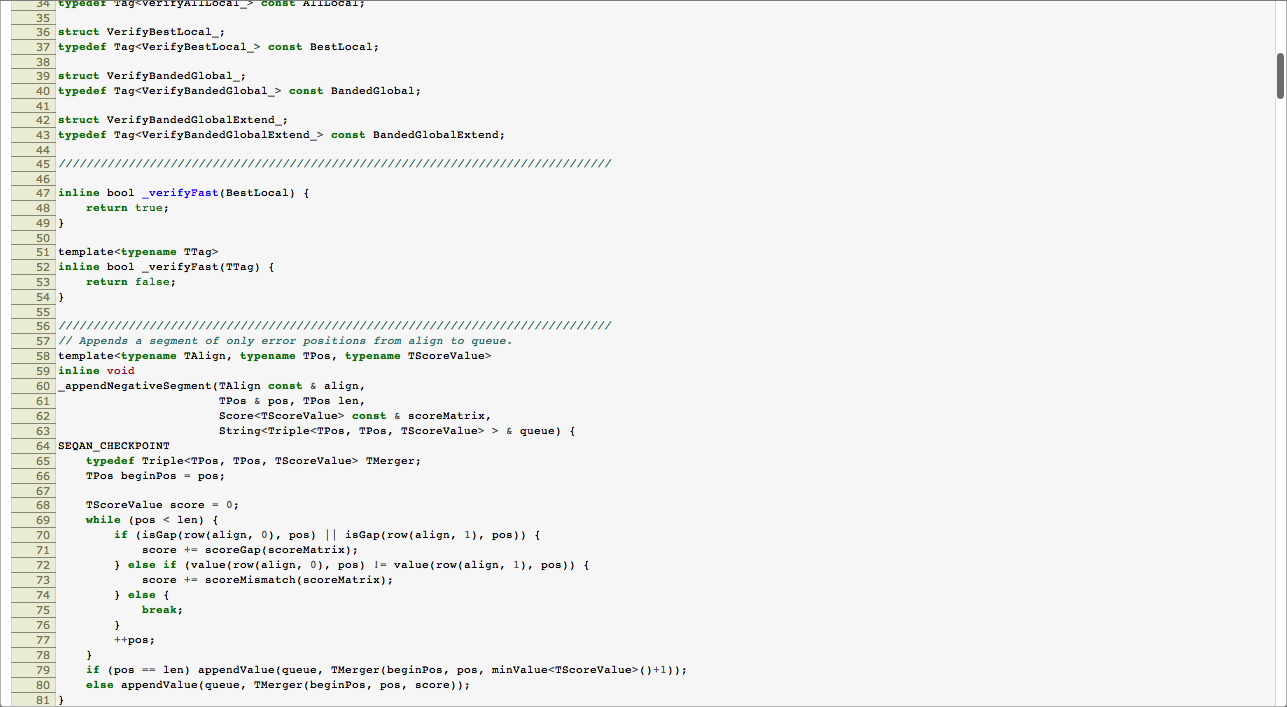 34 typedef Tag<VerifyAllLocal_> const AllLocal;
35
36 struct VerifyBestLocal_;
37 typedef Tag<VerifyBestLocal_> const BestLocal;
38
39 struct VerifyBandedGlobal_;
40 typedef Tag<VerifyBandedGlobal_> const BandedGlobal;
41
42 struct VerifyBandedGlobalExtend_;
43 typedef Tag<VerifyBandedGlobalExtend_> const BandedGlobalExtend;
44
45 ///////////////////////////////////////////////////////////////////////////////
46
47 inline bool _verifyFast(BestLocal) {
48     return true;
49 }
50
51 template<typename TTag>
52 inline bool _verifyFast(TTag) {
53     return false;
54 }
55
56 ///////////////////////////////////////////////////////////////////////////////
57 // Appends a segment of only error positions from align to queue.
58 template<typename TAlign, typename TPos, typename TScoreValue>
59 inline void
60 _appendNegativeSegment(TAlign const & align,
61                        TPos & pos, TPos len,
62                        Score<TScoreValue> const & scoreMatrix,
63                        String<Triple<TPos, TPos, TScoreValue> > & queue) {
64 SEQAN_CHECKPOINT
65     typedef Triple<TPos, TPos, TScoreValue> TMerger;
66     TPos beginPos = pos;
67
68     TScoreValue score = 0;
69     while (pos < len) {
70         if (isGap(row(align, 0), pos) || isGap(row(align, 1), pos)) {
71             score += scoreGap(scoreMatrix);
72         } else if (value(row(align, 0), pos) != value(row(align, 1), pos)) {
73             score += scoreMismatch(scoreMatrix);
74         } else {
75             break;
76         }
77         ++pos;
78     }
79     if (pos == len) appendValue(queue, TMerger(beginPos, pos, minValue<TScoreValue>()+1));
80     else appendValue(queue, TMerger(beginPos, pos, score));
81 }